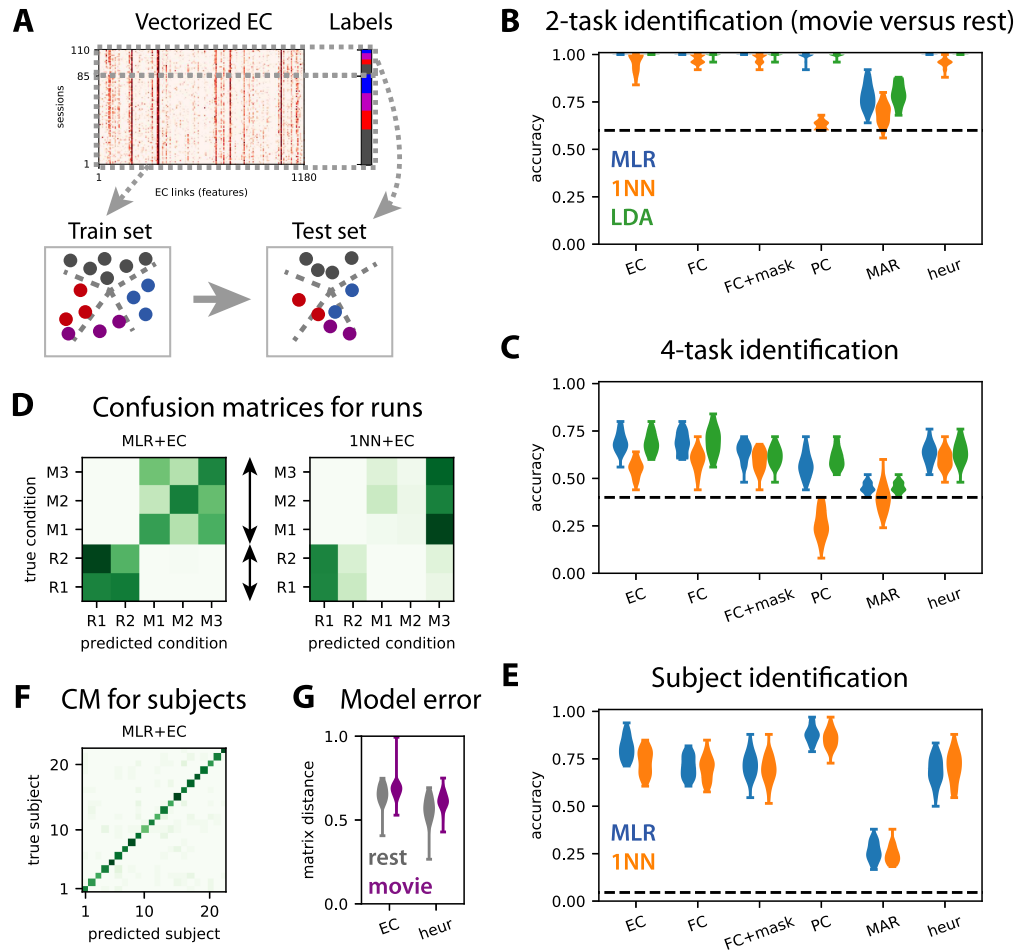 A
Vectorized EC
Labels
110
85
1
sessions
1
1180
EC links (features)
Train set
Test set
B
2-task identification (movie versus rest)
1.00
0.75
0.50
0.25
0.00
accuracy
MLR
1NN
LDA
EC
FC
FC+mask
PC
MAR
heur
C
4-task identification
1.00
0.75
0.50
0.25
0.00
accuracy
EC
FC
FC+mask
PC
MAR
heur
D
Confusion matrices for runs
MLR+EC
1NN+EC
true condition
M3
M2
M1
R2
R1
R1 R2 M1 M2 M3
predicted condition
M3
M2
M1
R2
R1
R1 R2 M1 M2 M3
predicted condition
E
Subject identification
1.00
0.75
0.50
0.25
0.00
accuracy
MLR
1NN
EC
FC
FC+mask
PC
MAR
heur
F
CM for subjects
MLR+EC
true subject
20
10
1
1 10 20
predicted subject
G
Model error
1.0
0.5
0.0
matrix distance
rest
movie
EC
heur